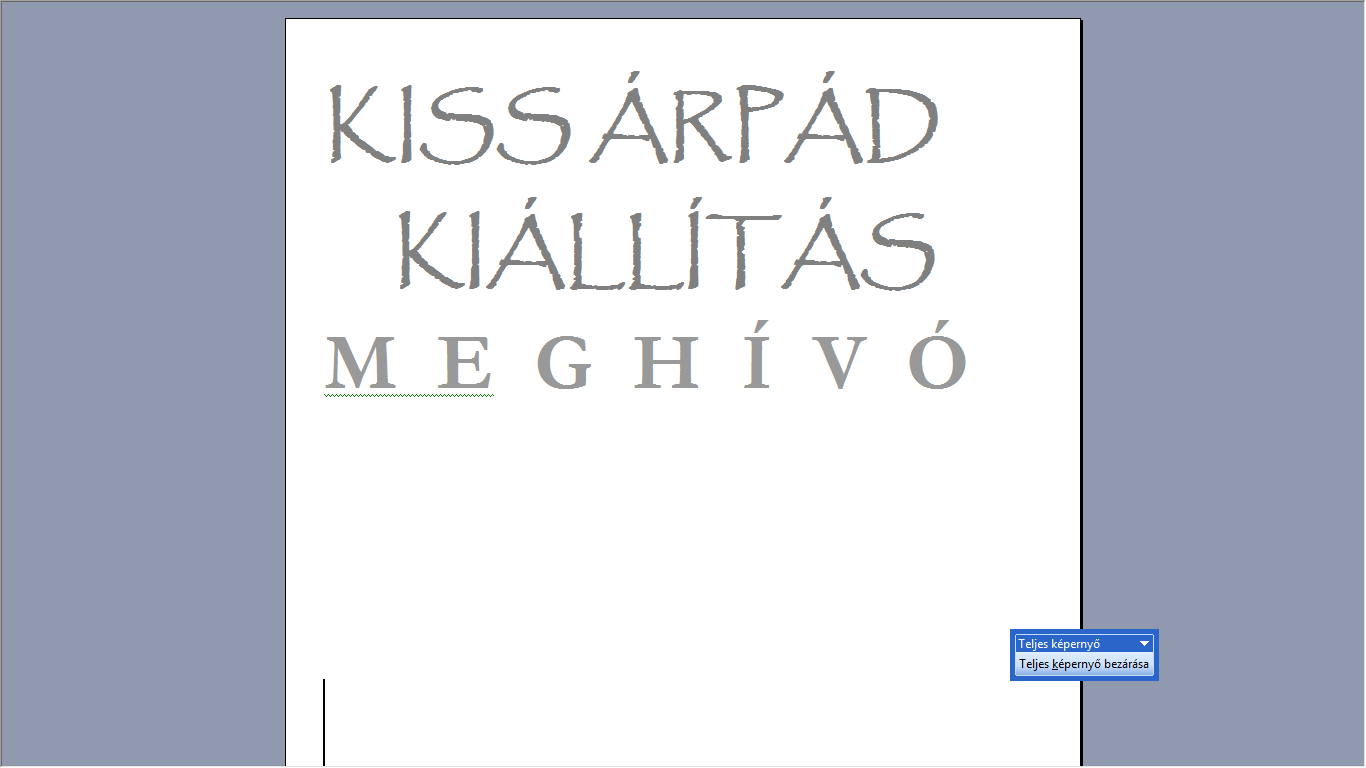 KISS ÁRPÁD
KIÁLLÍTÁS
M E G H Í V Ó
Teljes képernyő
Teljes képernyő bezárása